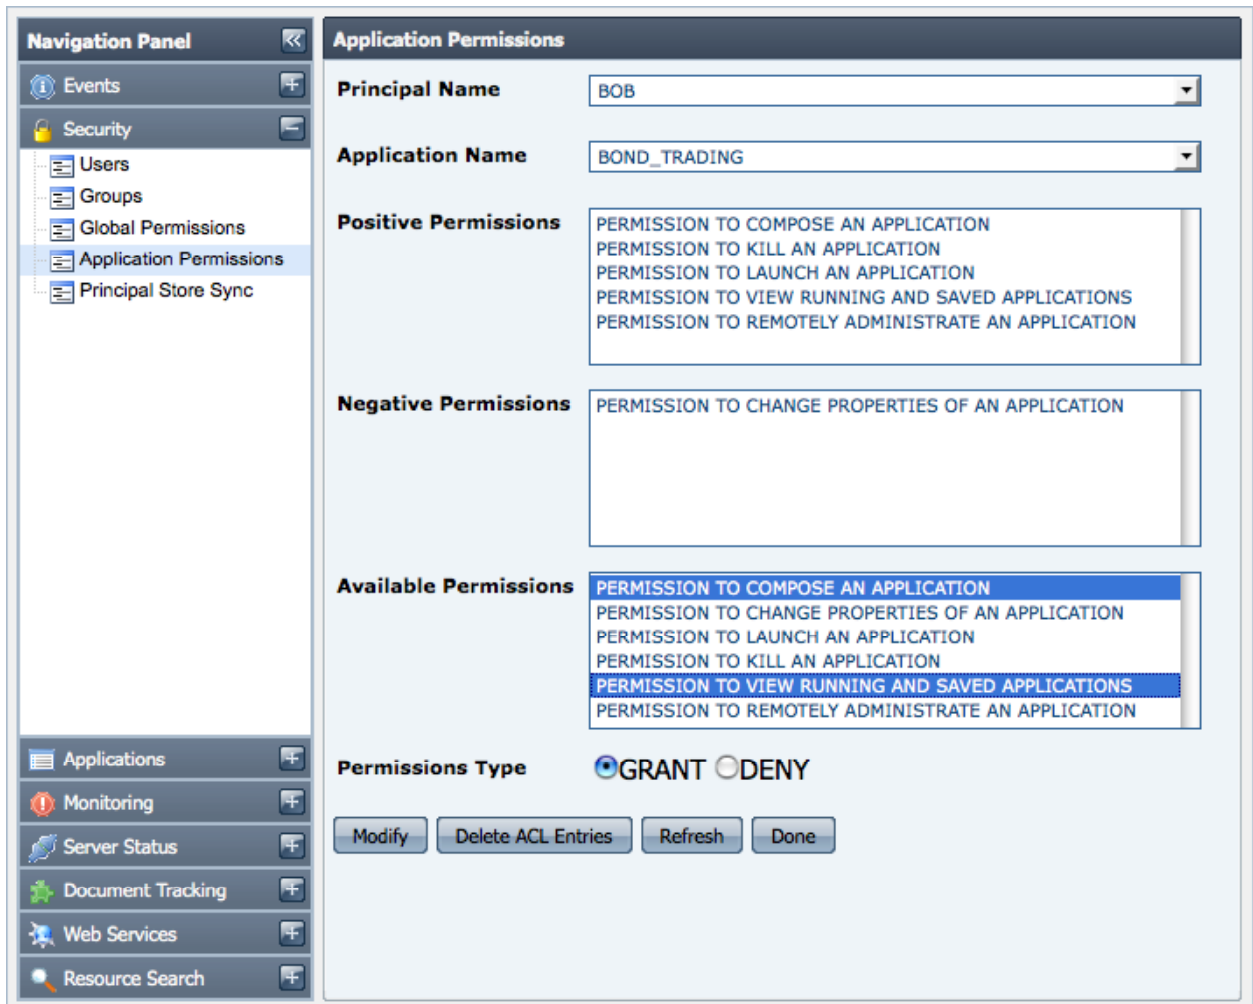 Navigation Panel
Events
Security
Users
Groups
Global Permissions
Application Permissions
Principal Store Sync
Applications
Monitoring
Server Status
Document Tracking
Web Services
Resource Search
Application Permissions
Principal Name BOB
Application Name BOND_TRADING
Positive Permissions
PERMISSION TO COMPOSE AN APPLICATION
PERMISSION TO KILL AN APPLICATION
PERMISSION TO LAUNCH AN APPLICATION
PERMISSION TO VIEW RUNNING AND SAVED APPLICATIONS
PERMISSION TO REMOTELY ADMINISTRATE AN APPLICATION
Negative Permissions
PERMISSION TO CHANGE PROPERTIES OF AN APPLICATION
Available Permissions
PERMISSION TO COMPOSE AN APPLICATION
PERMISSION TO CHANGE PROPERTIES OF AN APPLICATION
PERMISSION TO LAUNCH AN APPLICATION
PERMISSION TO KILL AN APPLICATION
PERMISSION TO VIEW RUNNING AND SAVED APPLICATIONS
PERMISSION TO REMOTELY ADMINISTRATE AN APPLICATION
Permissions Type GRANT DENY
Modify Delete ACL Entries Refresh Done